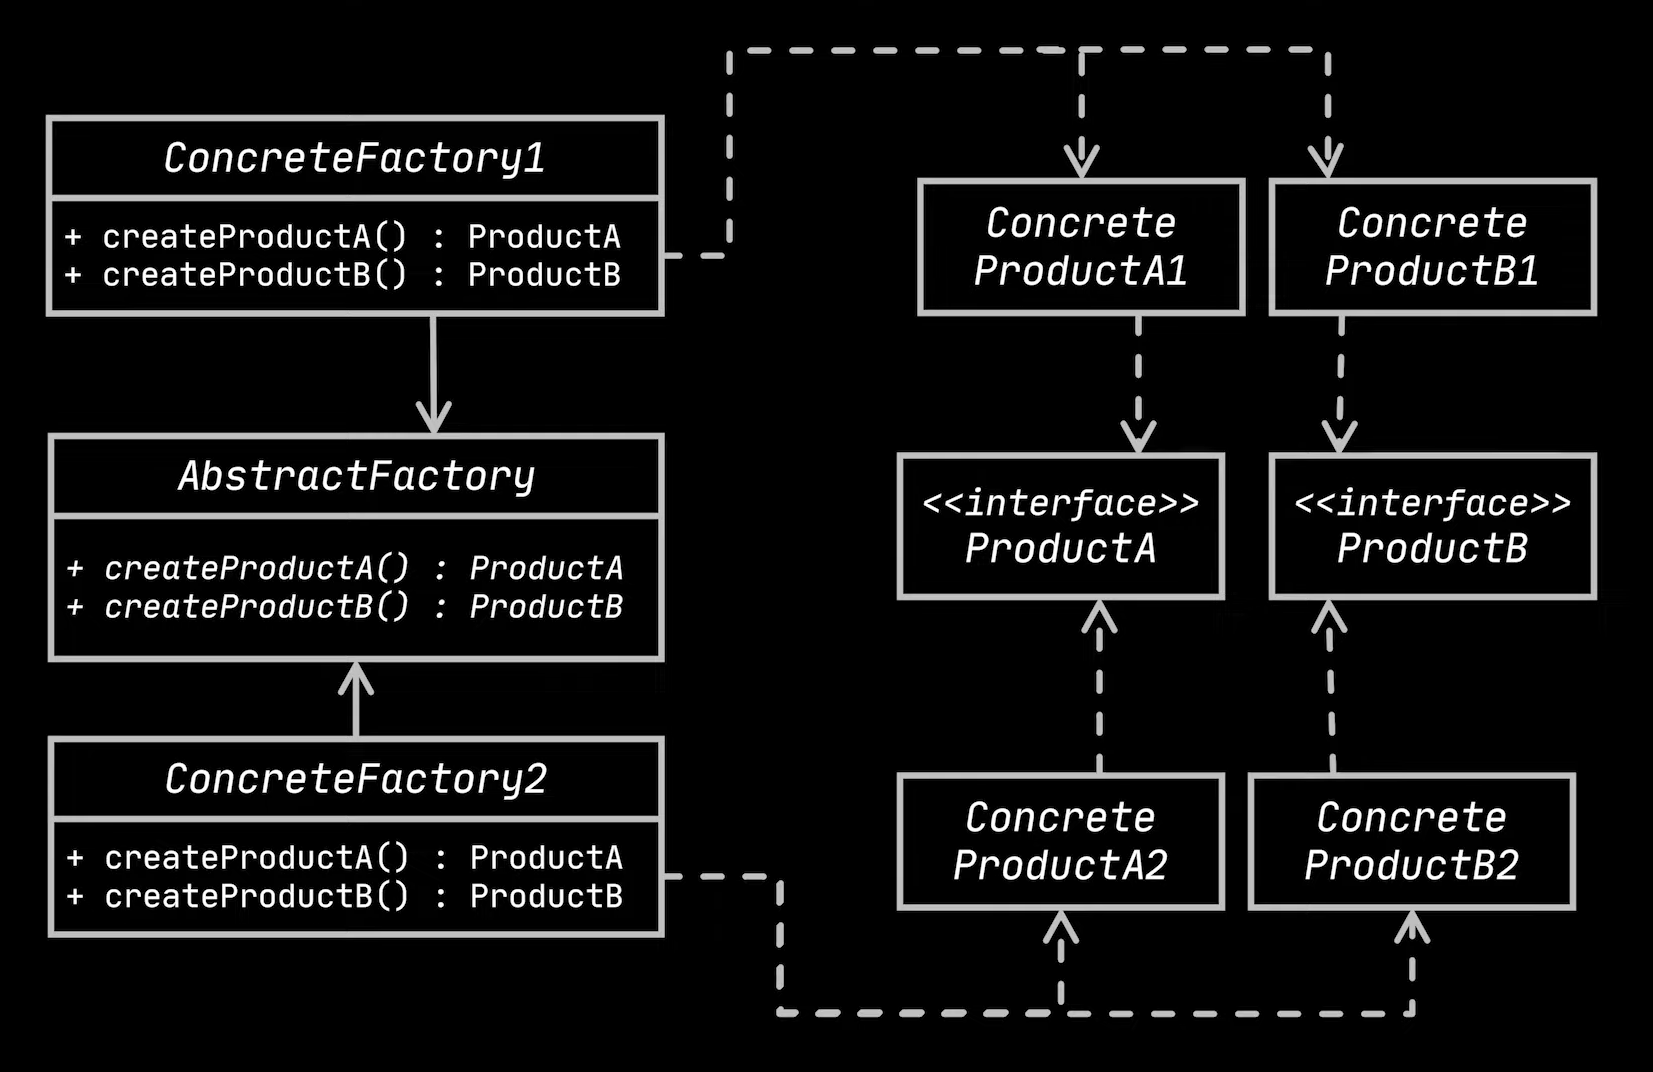 ConcreteFactory1
+ createProductA() : ProductA
+ createProductB() : ProductB
AbstractFactory
+ createProductA() : ProductA
+ createProductB() : ProductB
ConcreteFactory2
+ createProductA() : ProductA
+ createProductB() : ProductB
Concrete
ProductA1
Concrete
ProductB1
<<interface>>
ProductA
<<interface>>
ProductB
Concrete
ProductA2
Concrete
ProductB2